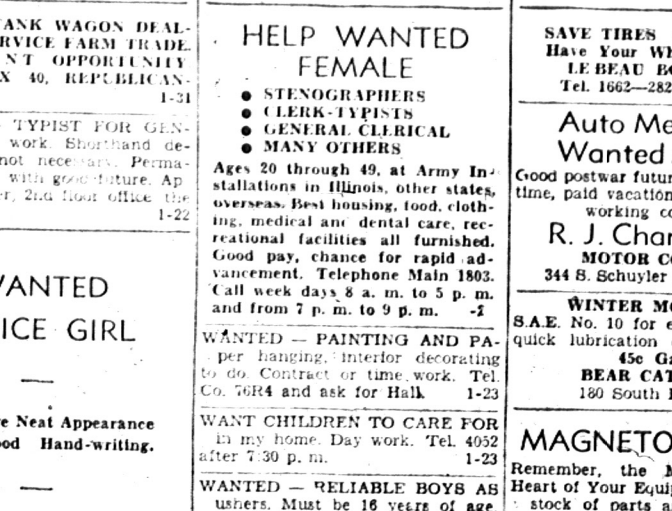 ANK WAGON DEAL-
RVICE FARM TRADE.
NT OPPORTUNITY
X 40, REPUBLICAN-
1-31
TYPIST FOR GEN-
work. Shorthand de-
not necessary. Perma-
with good future. Ap
er, 2nd floor office the
1-22
ANTED
ICE GIRL
e Neat Appearance
ood Hand-writing.
HELP WANTED
FEMALE
• STENOGRAPHERS
• CLERK-TYPISTS
• GENERAL CLERICAL
• MANY OTHERS
Ages 20 through 49, at Army In-
stallations in Illinois, other states,
overseas. Best housing, food, cloth-
ing, medical and dental care, rec-
reational facilities all furnished.
Good pay, chance for rapid ad-
vancement. Telephone Main 1803.
Call week days 8 a. m. to 5 p. m.
and from 7 p. m. to 9 p. m.
WANTED — PAINTING AND PA-
per hanging, interior decorating
to do. Contract or time work. Tel.
Co. 76R4 and ask for Hall. 1-23
WANT CHILDREN TO CARE FOR
in my home. Day work. Tel. 4052
after 7:30 p. m. 1-23
WANTED — RELIABLE BOYS AS
ushers. Must be 16 years of age
SAVE TIRES
Have Your Wh
LE BEAU BO
Tel. 1662—282
Auto Me
Wanted
Good postwar futur
time, paid vacation
working co
R. J. Char
MOTOR CO
344 S. Schuyler
WINTER MO
S.A.E. No. 10 for e
quick lubrication
45c Ga
BEAR CAT
180 South
MAGNETO
Remember, the M
Heart of Your Equip
stock of parts a